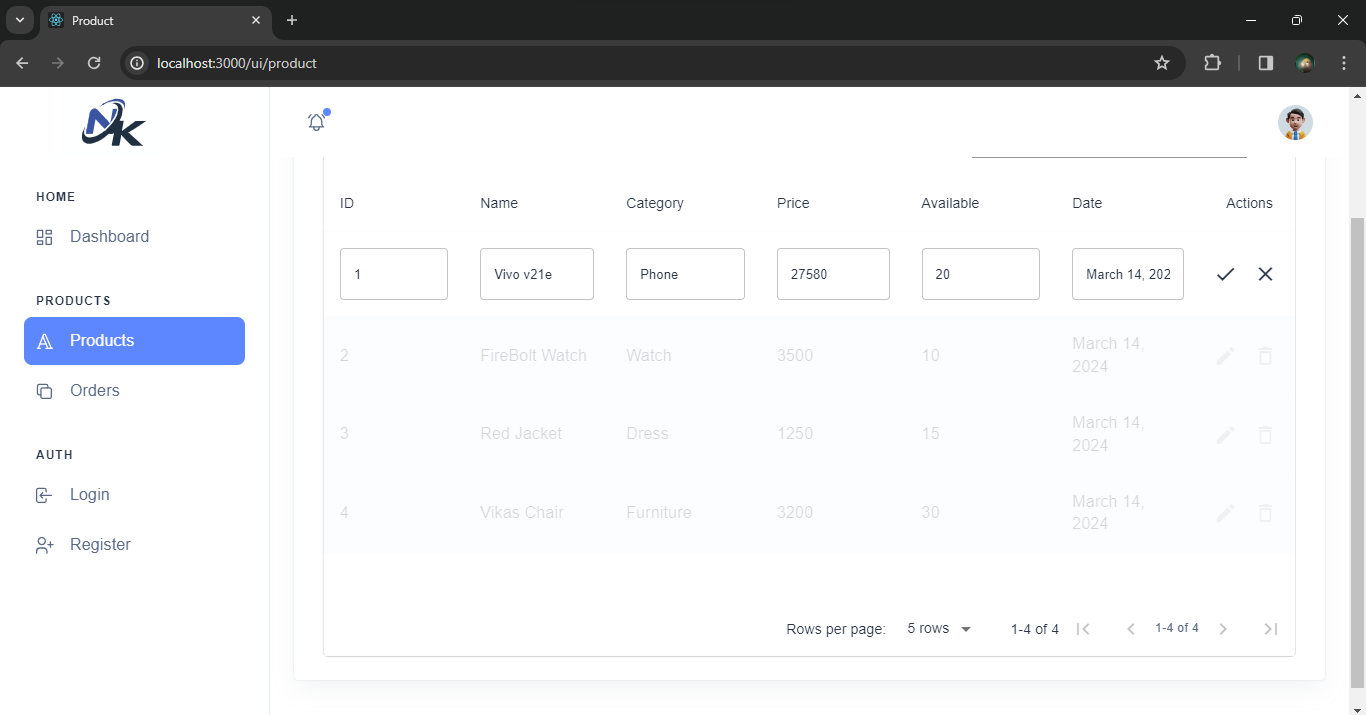 Product
localhost:3000/ui/product
NK
HOME
Dashboard
PRODUCTS
Products
Orders
AUTH
Login
Register
ID Name Category Price Available Date Actions
1 Vivo v21e Phone 27580 20 March 14, 202
2 FireBolt Watch Watch 3500 10 March 14,
2024
3 Red Jacket Dress 1250 15 March 14,
2024
4 Vikas Chair Furniture 3200 30 March 14,
2024
Rows per page: 5 rows 1-4 of 4 1-4 of 4